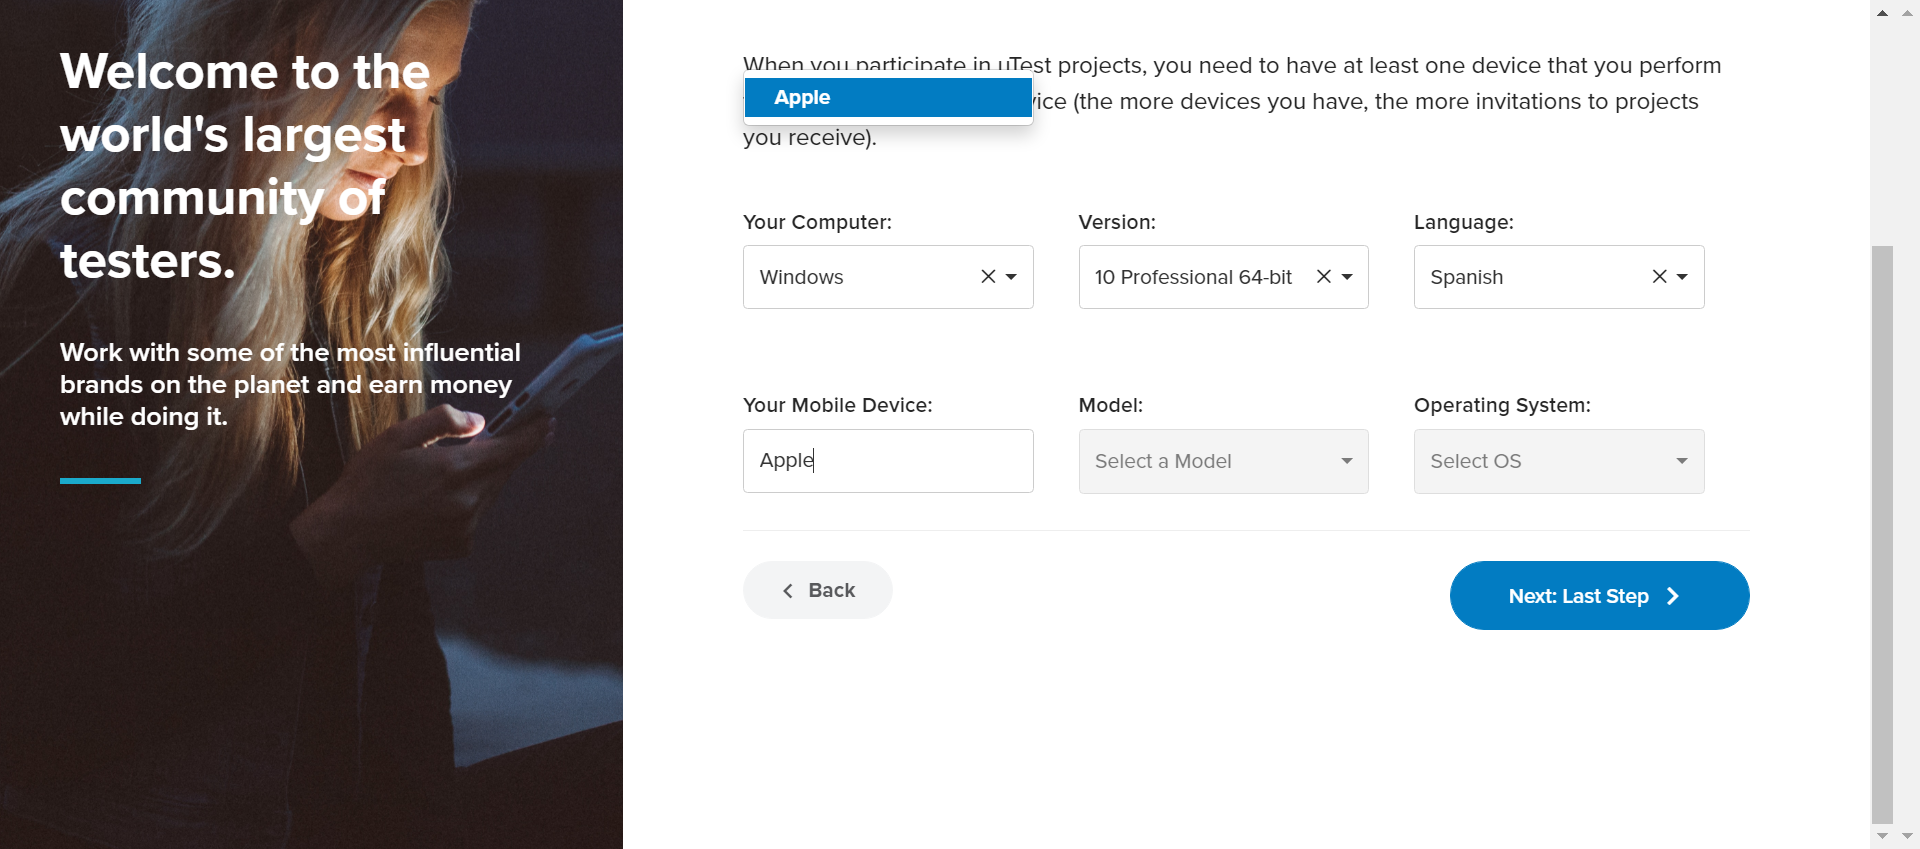 Welcome to the
world's largest
community of
testers.
Work with some of the most influential
brands on the planet and earn money
while doing it.
When you participate in uTest projects, you need to have at least one device that you perform
Apple
(the more devices you have, the more invitations to projects
you receive).
Your Computer:
Version:
Language:
Windows
10 Professional 64-bit
Spanish
Your Mobile Device:
Model:
Operating System:
Apple
Select a Model
Select OS
Back
Next: Last Step